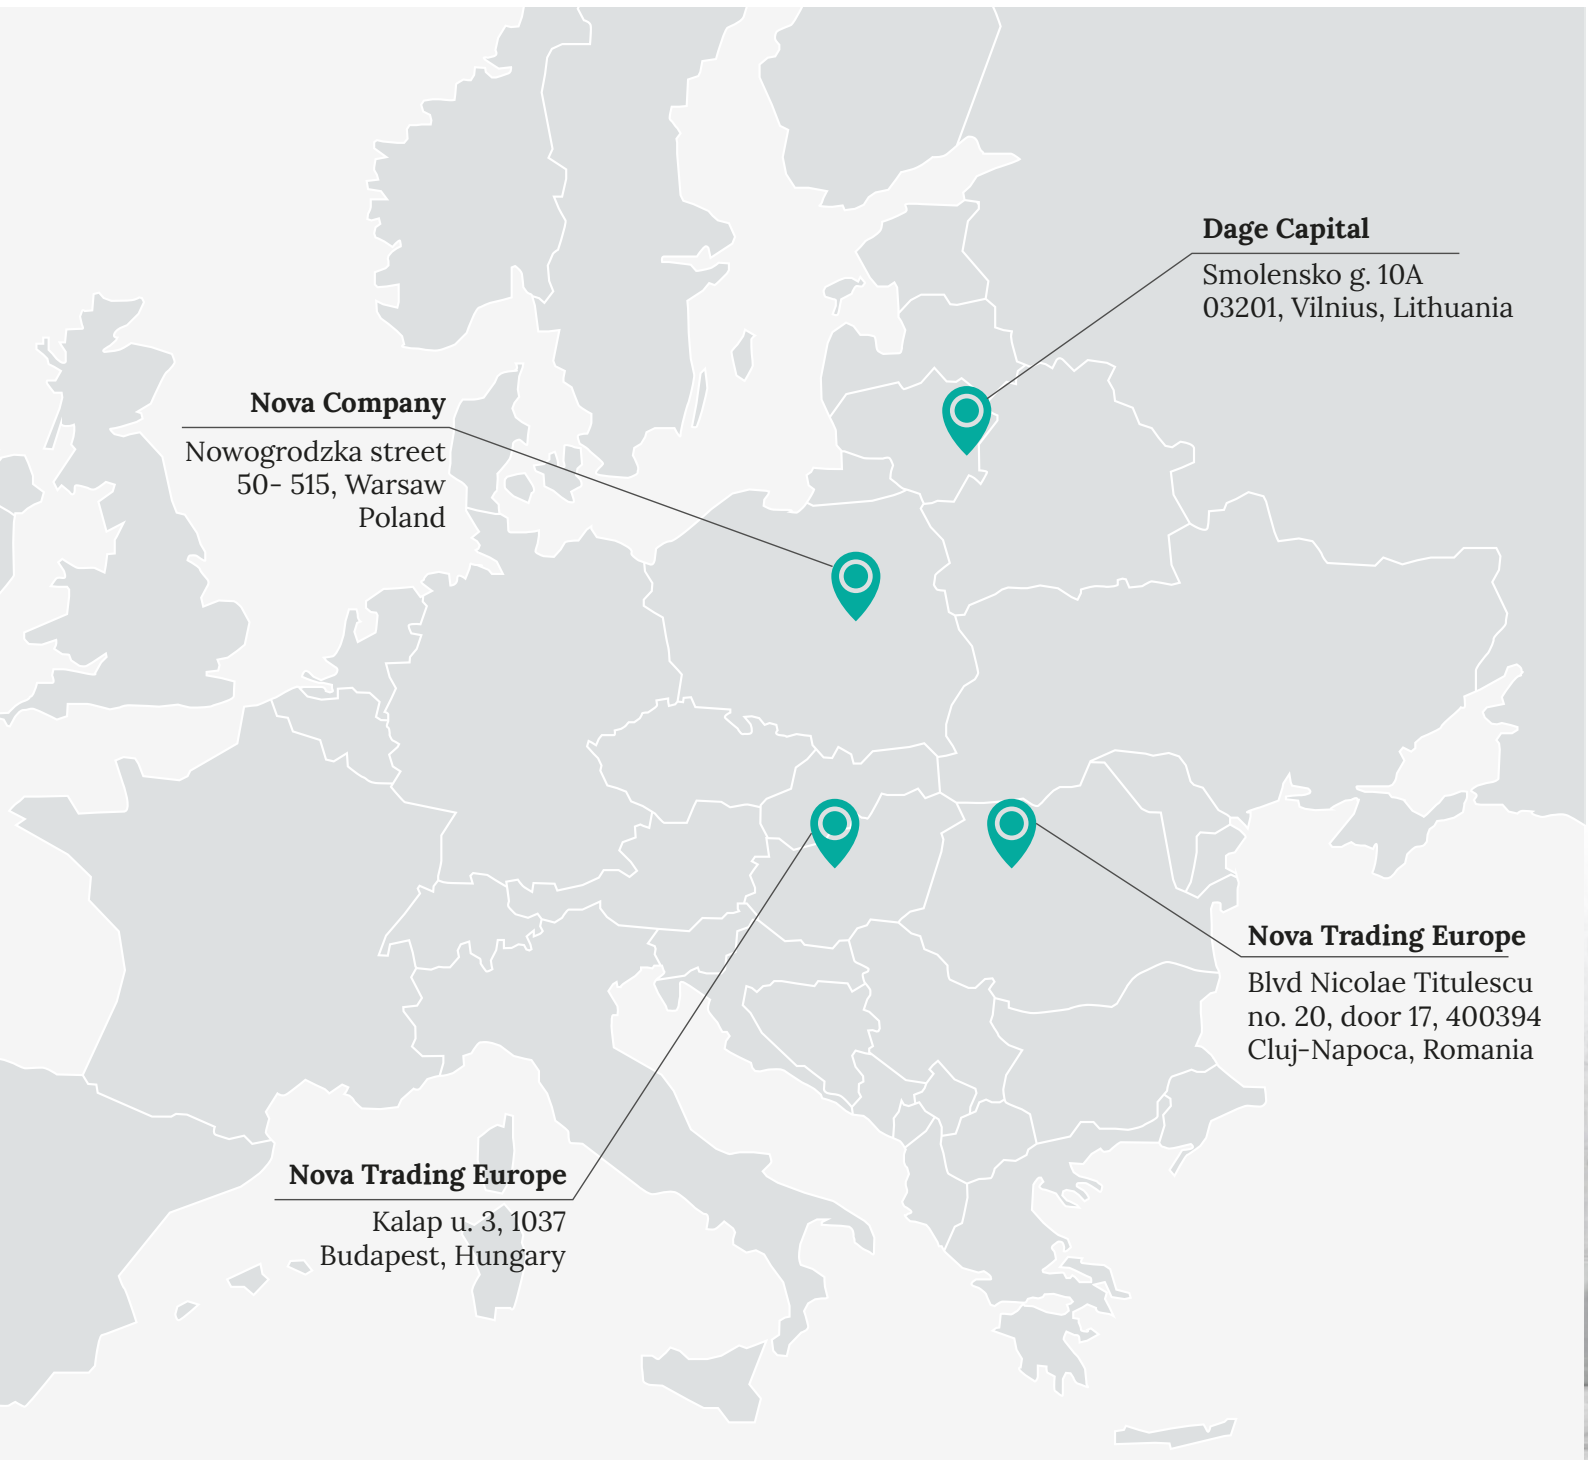 Dage Capital
Smolensko g. 10A
03201, Vilnius, Lithuania
Nova Company
Nowogrodzka street
50- 515, Warsaw
Poland
Nova Trading Europe
Blvd Nicolae Titulescu
no. 20, door 17, 400394
Cluj-Napoca, Romania
Nova Trading Europe
Kalap u. 3, 1037
Budapest, Hungary